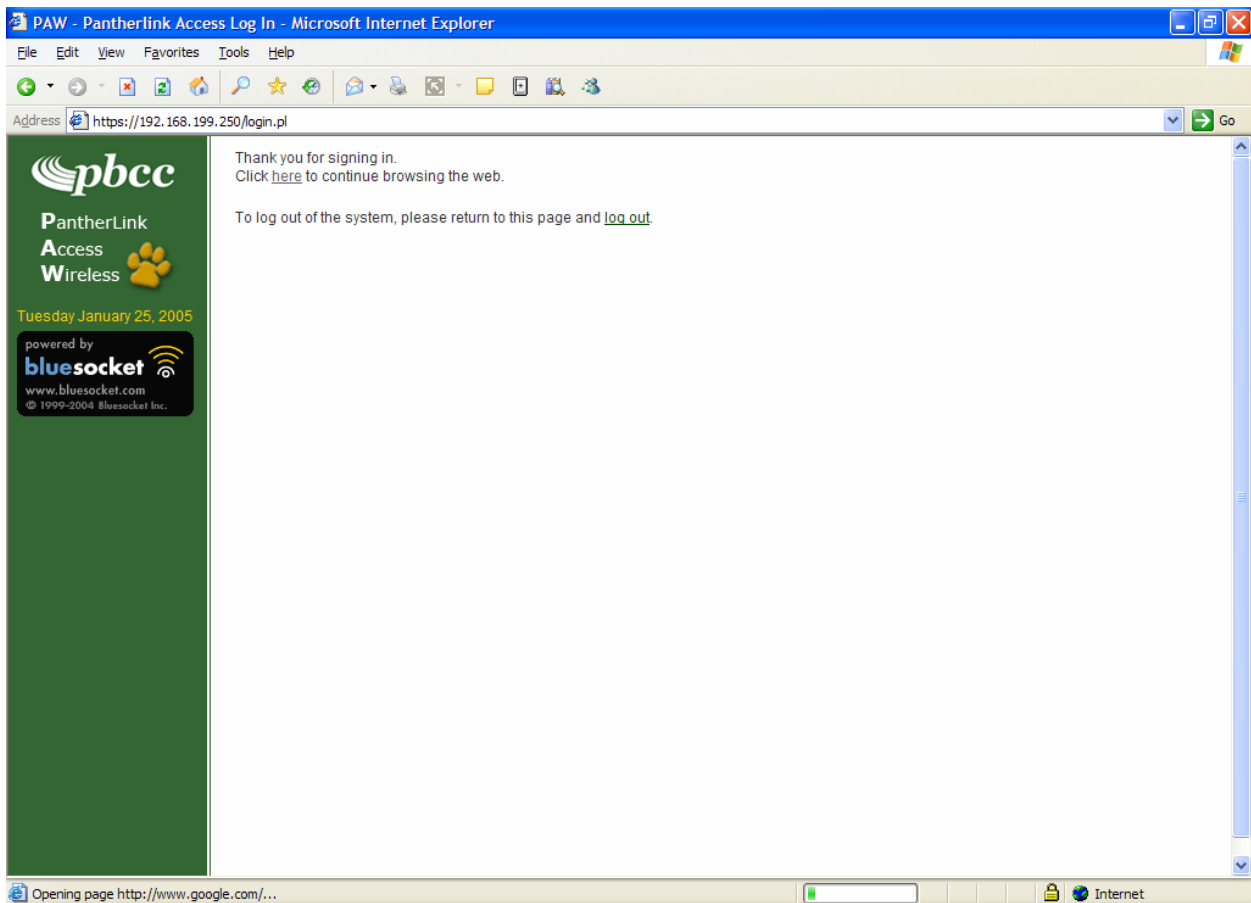 PAW - Pantherlink Access Log In - Microsoft Internet Explorer
File Edit View Favorites Tools Help
Address https://192.168.199.250/login.pl Go
pbcc
PantherLink
Access
Wireless
Tuesday January 25, 2005
powered by
bluesocket
www.bluesocket.com
© 1999-2004 Bluesocket Inc.
Thank you for signing in.
Click here to continue browsing the web.
To log out of the system, please return to this page and log out.
Opening page http://www.google.com/... Internet